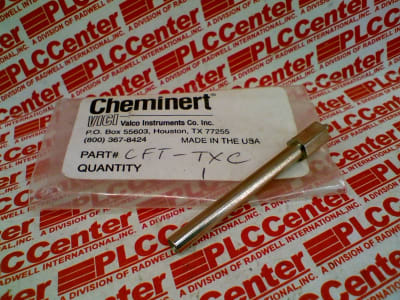 Cheminert®
VICI Valco Instruments Co. Inc.
P.O. Box 55603, Houston, TX 77255
(800) 367-8424 MADE IN THE USA
PART# CFT-TXC
QUANTITY 1
PLCCenter
A DIVISION OF RADWELL INTERNATIONAL, INC.